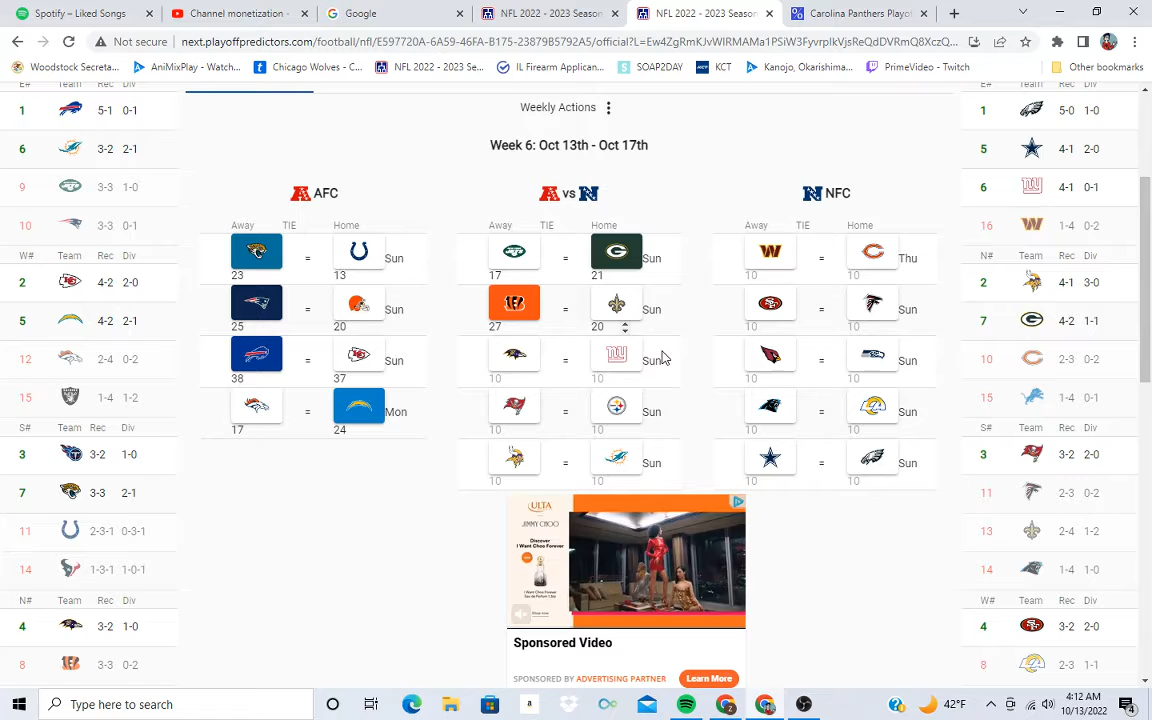 Spotify – Liked Songs
Channel monetization -
Google
NFL 2022 - 2023 Season
NFL 2022 - 2023 Season
Carolina Panthers Playof
Not secure
next.playoffpredictors.com/football/nfl/E597720A-6A59-46FA-B175-23879B5792A5/official?L=Ew4ZgRmKJvWIRMAMa1PSiW3FyvrpIkVjsReQdDVRmQ8XczQ...
Woodstock Secreta...
AniMixPlay - Watch...
Chicago Wolves - C...
NFL 2022 - 2023 Se...
IL Firearm Applican...
SOAP2DAY
KCT
Kanojo, Okarishima...
PrimeVideo - Twitch
Other bookmarks
E# Team Rec Div
1 5-1 0-1
6 3-2 2-1
9 3-3 1-0
10 3-3 0-1
W# Team Rec Div
2 4-2 2-0
5 4-2 2-1
12 2-4 0-2
15 1-4 1-2
S# Team Rec Div
3 3-2 1-0
7 3-3 2-1
11 2-3-1 0-3-1
14 1-3-1 1-0-1
N# Team Rec Div
4 3-2 1-0
8 3-3 0-2
Weekly Actions
Week 6: Oct 13th - Oct 17th
AFC
Away TIE Home
= Sun
23 13
= Sun
25 20
= Sun
38 37
= Mon
17 24
vs
Away TIE Home
= Sun
17 21
= Sun
27 20
= Sun
10 10
= Sun
10 10
= Sun
10 10
NFC
Away TIE Home
= Thu
10 10
= Sun
10 10
= Sun
10 10
= Sun
10 10
= Sun
10 10
ULTA
JIMMY CHOO
Discover
I Want Choo Forever
Sponsored Video
SPONSORED BY ADVERTISING PARTNER
Learn More
E# Team Rec Div
1 5-0 1-0
5 4-1 2-0
6 4-1 0-1
16 1-4 0-2
N# Team Rec Div
2 4-1 3-0
7 4-2 1-1
10 2-3 0-2
15 1-4 0-1
S# Team Rec Div
3 3-2 2-0
11 2-3 0-2
13 2-4 1-2
14 1-4 1-0
W# Team Rec Div
4 3-2 2-0
8 2-3 1-1
Type here to search
42°F
4:12 AM
10/13/2022
4